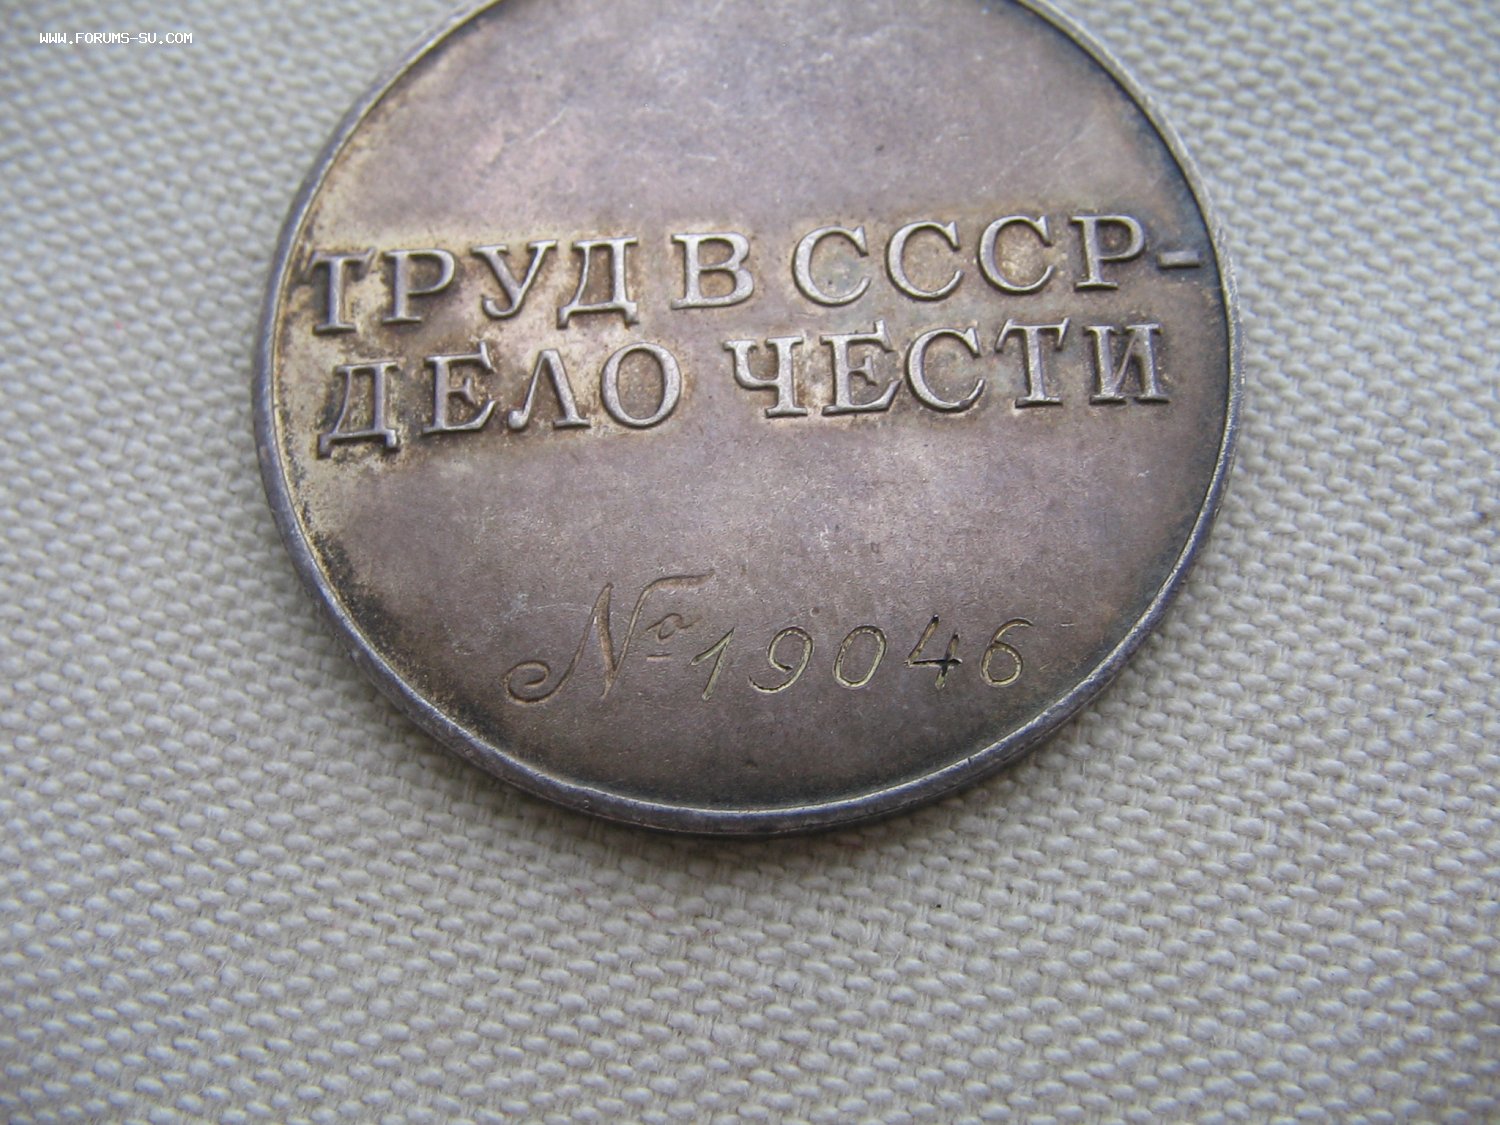 WWW.FORUMS-SU.COM
ТРУД В СССР-
ДЕЛО ЧЕСТИ
№ 19046